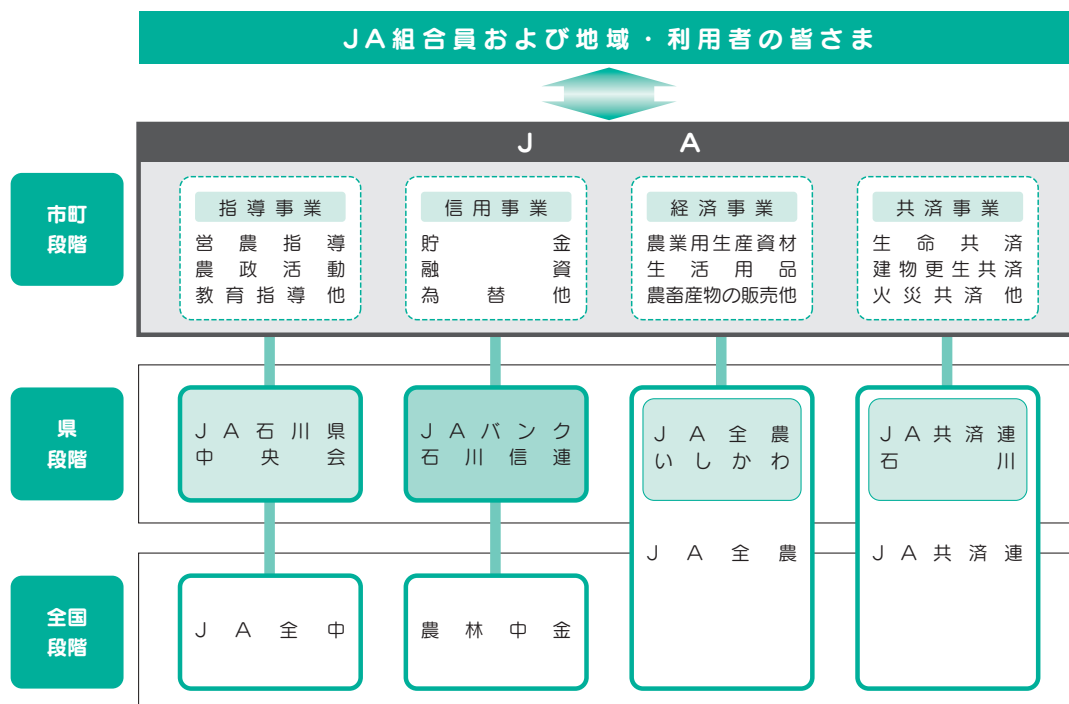 JA組合員および地域・利用者の皆さま
JA
市町
段階
指導事業
営農指導
農政活動
教育指導他
信用事業
貯金
融資
為替他
経済事業
農業用生産資材
生活用品
農畜産物の販売他
共済事業
生命共済
建物更生共済
火災共済他
県
段階
JA石川県
中央会
JAバンク
石川信連
JA全農
いしかわ
JA共済連
石川
JA全農
JA共済連
全国
段階
JA全中
農林中金